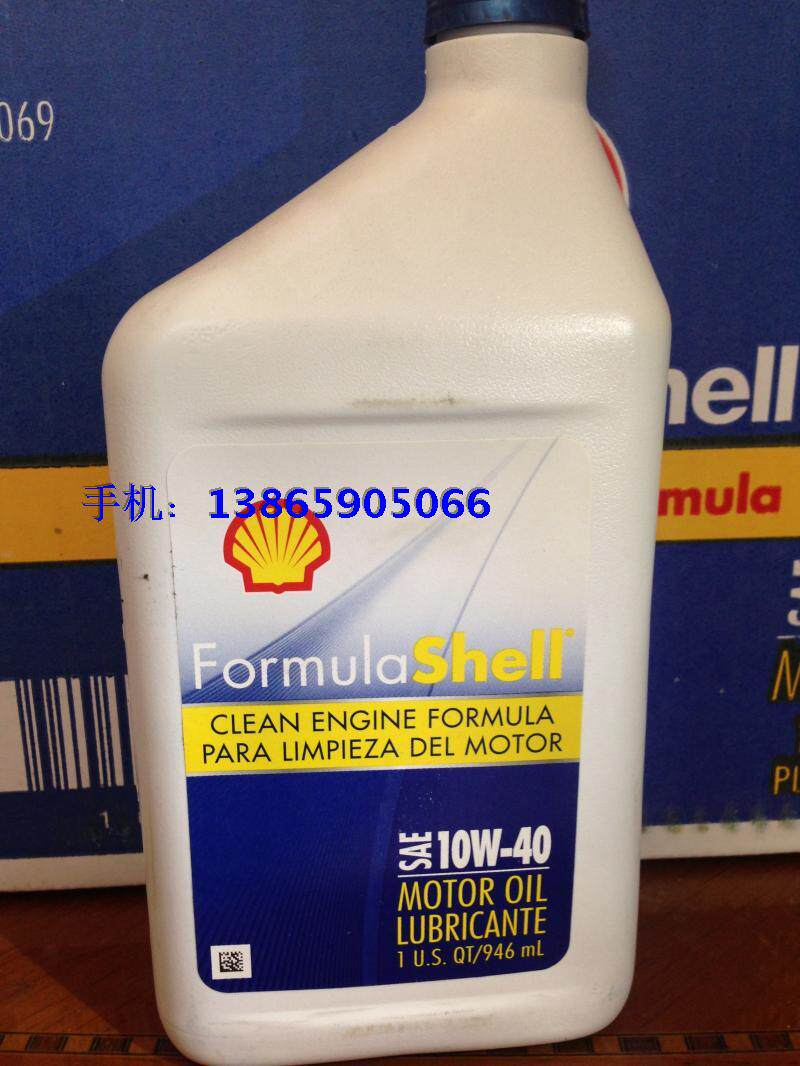 069
hell
手机：13865905066
mula
FormulaShell
CLEAN ENGINE FORMULA
PARA LIMPIEZA DEL MOTOR
SAE 10W-40
MOTOR OIL
LUBRICANTE
1 U.S. QT/946 mL
1